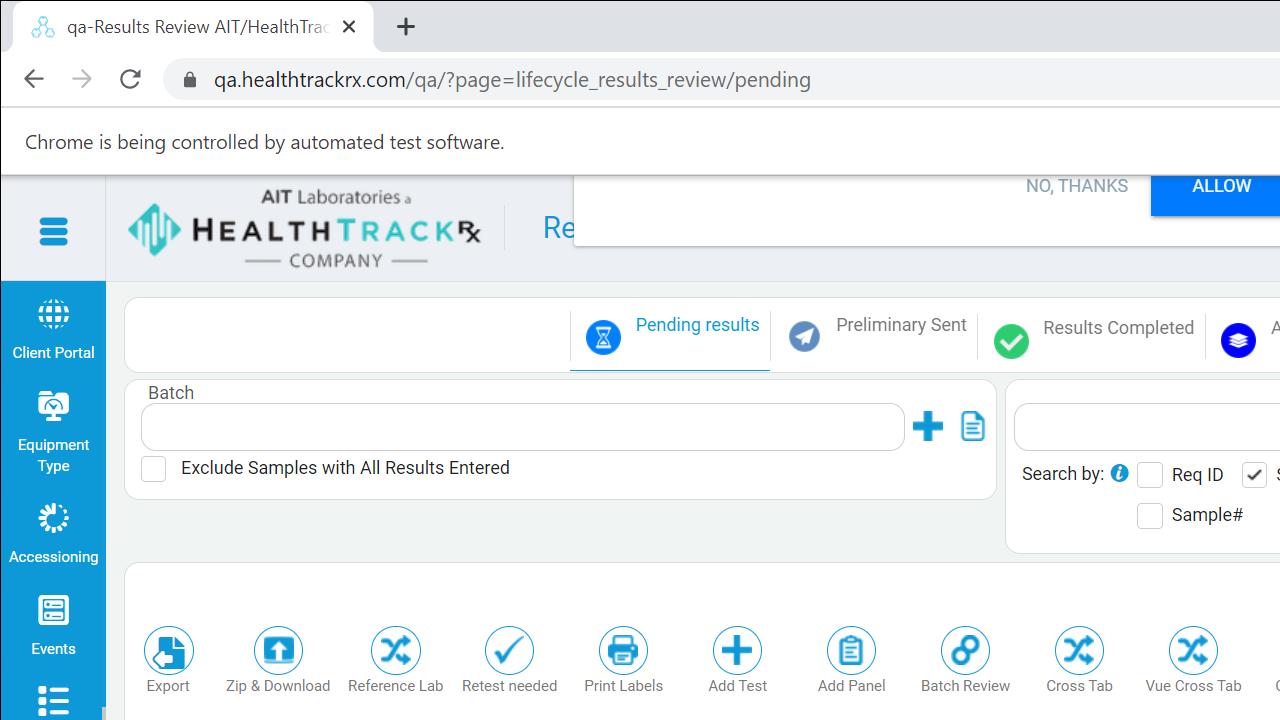 qa-Results Review AIT/HealthTrac
qa.healthtrackrx.com/qa/?page=lifecycle_results_review/pending
Chrome is being controlled by automated test software.
NO, THANKS
ALLOW
AIT Laboratories a
HEALTHTRACKRx
COMPANY
Re
Client Portal
Equipment
Type
Accessioning
Events
Pending results
Preliminary Sent
Results Completed
A
Batch
Exclude Samples with All Results Entered
Search by:
Req ID
S
Sample#
Export
Zip & Download
Reference Lab
Retest needed
Print Labels
Add Test
Add Panel
Batch Review
Cross Tab
Vue Cross Tab